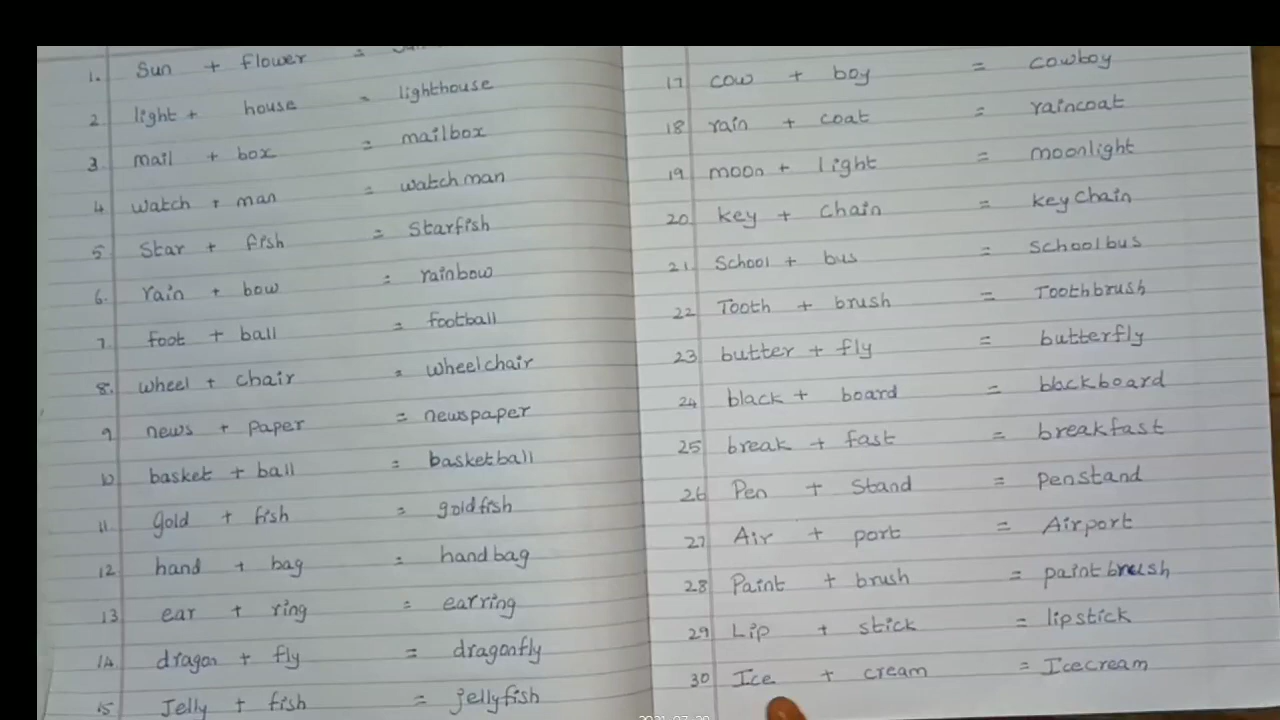 1. Sun + flower =
2 light + house = lighthouse
3 mail + box = mailbox
4 watch + man = watchman
5 Star + fish = Starfish
6. rain + bow = rainbow
7. foot + ball = football
8. wheel + chair = wheelchair
9 news + paper = newspaper
10 basket + ball = basketball
11 gold + fish = goldfish
12 hand + bag = handbag
13 ear + ring = earring
14 dragon + fly = dragonfly
15 Jelly + fish = jellyfish
17 cow + boy = cowboy
18 rain + coat = raincoat
19 moon + light = moonlight
20 key + chain = keychain
21 School + bus = Schoolbus
22 Tooth + brush = Toothbrush
23 butter + fly = butterfly
24 black + board = blackboard
25 break + fast = breakfast
26 Pen + Stand = penstand
27 Air + port = Airport
28 Paint + brush = paintbrush
29 Lip + stick = lipstick
30 Ice + cream = Icecream